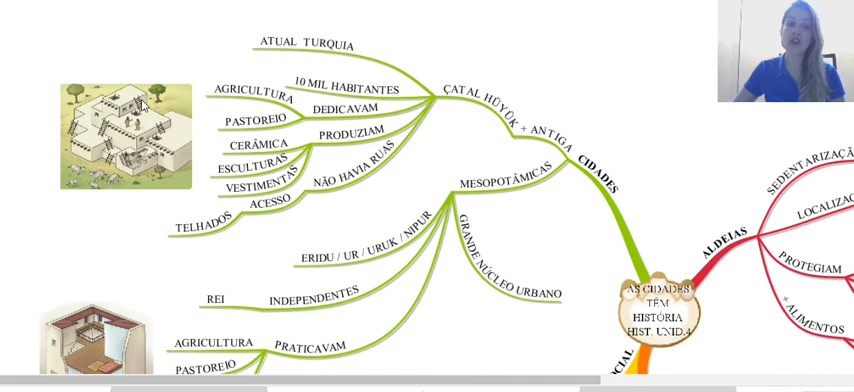 ATUAL TURQUIA
10 MIL HABITANTES
AGRICULTURA
DEDICAVAM
PASTOREIO
CERÂMICA
PRODUZIAM
ESCULTURAS
VESTIMENTAS
NÃO HAVIA RUAS
ACESSO
TELHADOS
ÇATAL HÜYÜK
+ ANTIGA
CIDADES
MESOPOTÂMICAS
ERIDU / UR / URUK / NIPUR
GRANDE NÚCLEO URBANO
REI
INDEPENDENTES
AGRICULTURA
PRATICAVAM
PASTOREIO
AS CIDADES
TÊM
HISTÓRIA
HIST. UNID.4
ALDEIAS
SEDENTARIZAÇÃ
LOCALIZAÇ
PROTEGIAM
+ ALIMENTOS
OCIAL